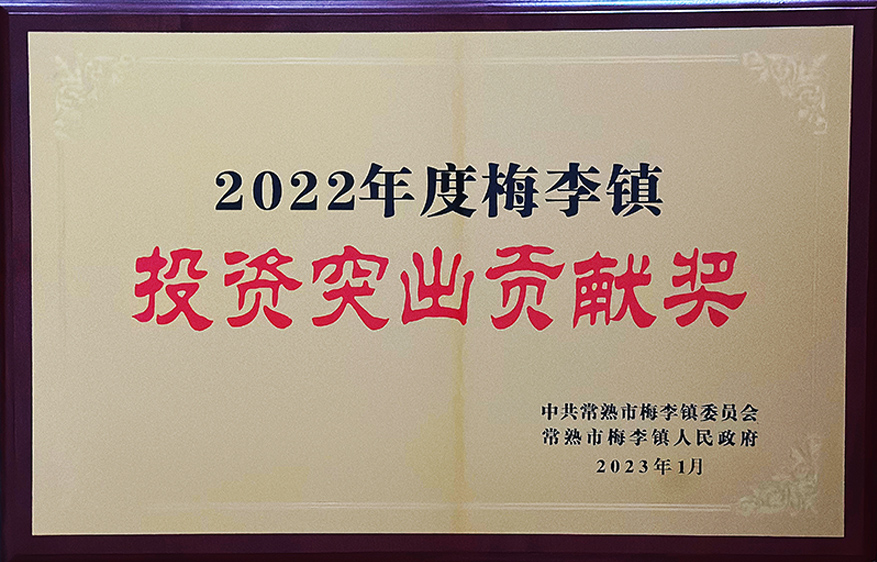 2022年度梅李镇
投资突出贡献奖
中共常熟市梅李镇委员会
常熟市梅李镇人民政府
2023年1月